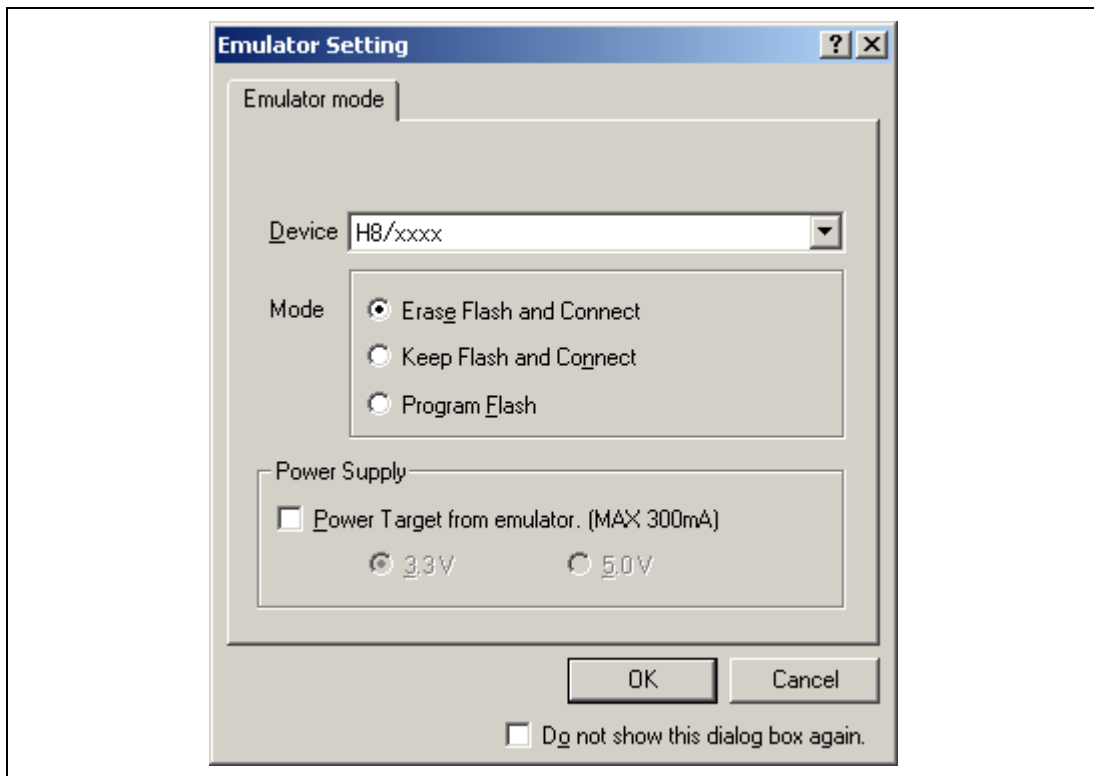 Emulator Setting
Emulator mode
Device H8/xxxx
Mode
Erase Flash and Connect
Keep Flash and Connect
Program Flash
Power Supply
Power Target from emulator. (MAX 300mA)
3.3V 5.0V
OK Cancel
Do not show this dialog box again.